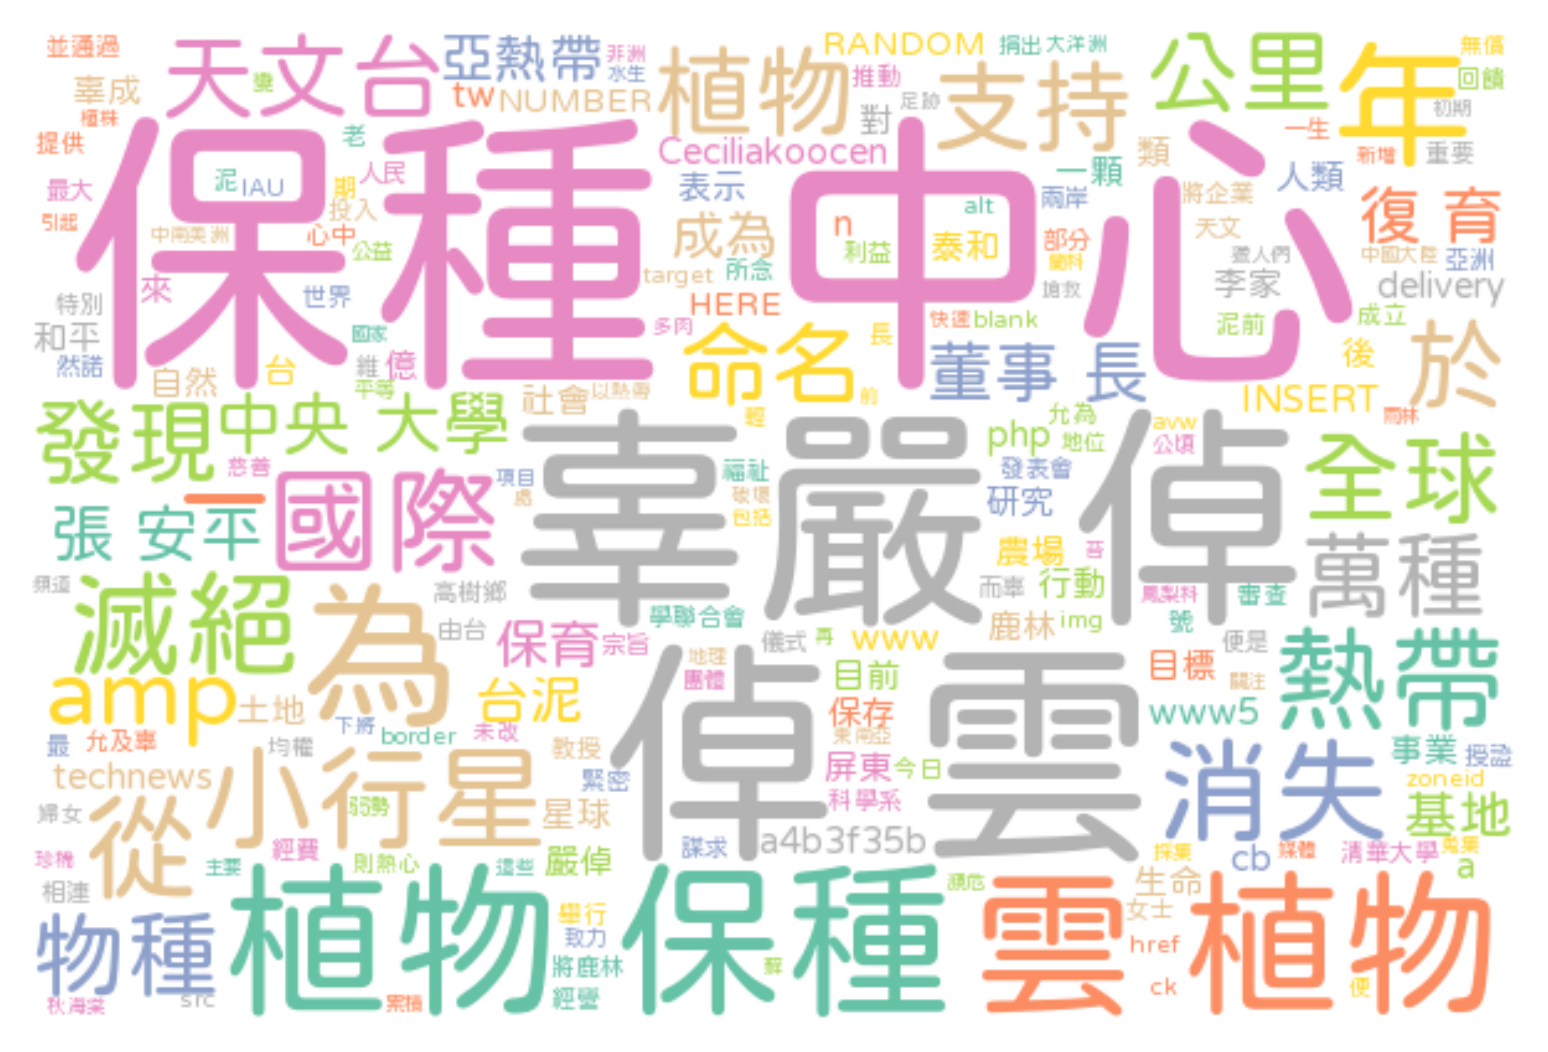 並通過
天文台
亞熱帶
非洲
水生
植物
RANDOM
捐出
大洋洲
公里
年
無償
回饋
辜成
植株
tw
NUMBER
推動
足跡
對
支持
初期
提供
老
保種
中心
Ceciliakoocen
一生
新增
重要
類
一顆
人類
最大
泥
IAU
期
人民
投入
表示
兩岸
將企業
復育
引起
中南美洲
心中
公益
成為
n
alt
利益
泰和
部分
蘭科
天文
中國大陸
亞洲
特別
來
世界
target
所念
HERE
搶救
李家
delivery
和平
國家
多肉
快速
blank
泥前
成立
然諾
自然
台
億
平等
命名
長
董事 長
後
於
社會
以熱帶
前
INSERT
雨林
發現
中央 大學
輕
php
允為
地位
avw
公頃
全球
慈善
一
國際
項目
處
辜嚴 倬
福祉
破壞
包括
發表會
研究
張 安平
農場
萬種
頻道
滅絕
為
高樹鄉
而辜
行動
鳳梨科
審查
由台
保育
宗旨
學聯合會
儀式
再
www
鹿林
img
號
便是
amp
土地
台泥
地理
團體
倬雲
目前
目標
關注
熱帶
最
允及辜
均權
下將
border
未改
保存
東南亞
www5
事業
授證
technews
小行星
教授
緊密
屏東
今日
消失
zoneid
婦女
從
弱勢
星球
科學系
基地
珍稀
主要
經費
則熱心
這些
嚴倬
謀求
a4b3f35b
採集
cb
媒體
清華大學
蒐集
a
相連
植物
保種
瀕危
雲
植物
生命
女士
物種
舉行
致力
將鹿林
經營
href
ck
便
秋海棠
src
累積